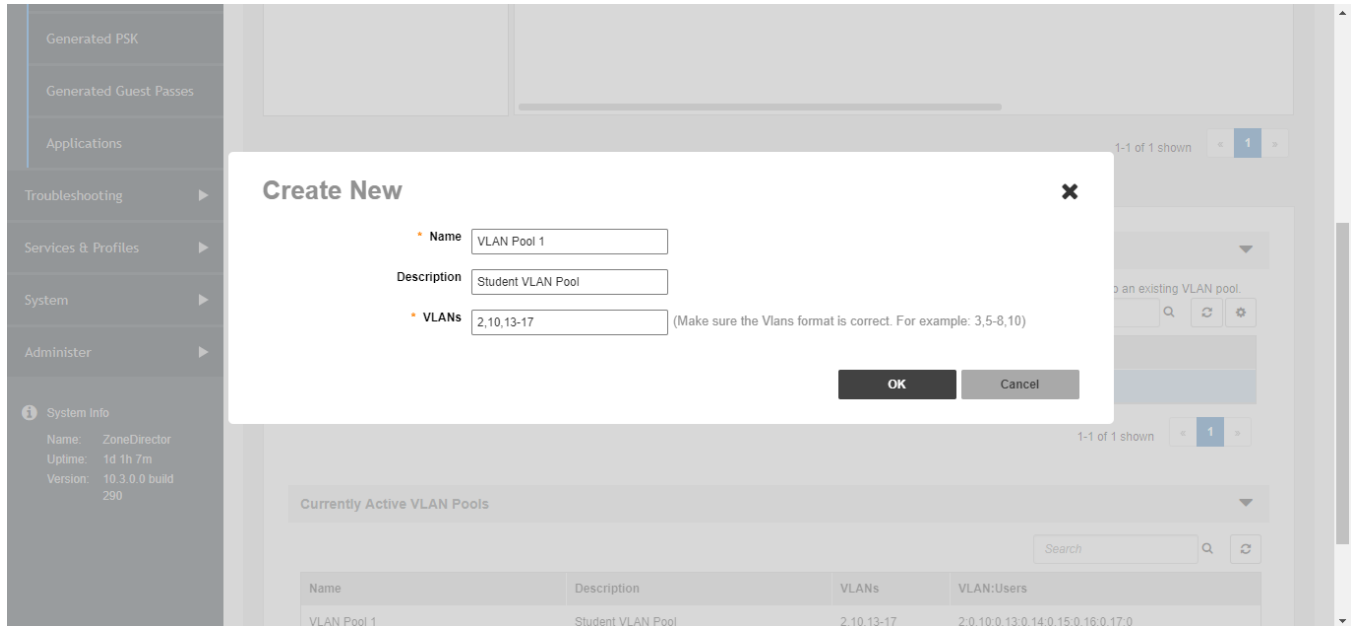 Generated PSK
Generated Guest Passes
Applications
1-1 of 1 shown « 1 »
Troubleshooting
Services & Profiles
System
Administer
Create New
* Name VLAN Pool 1
Description Student VLAN Pool
* VLANs 2,10,13-17 (Make sure the Vlans format is correct. For example: 3,5-8,10)
OK Cancel
o an existing VLAN pool.
System Info
Name: ZoneDirector
Uptime: 1d 1h 7m
Version: 10.3.0.0 build
290
1-1 of 1 shown « 1 »
Currently Active VLAN Pools
Search
Name Description VLANs VLAN:Users
VLAN Pool 1 Student VLAN Pool 2,10,13-17 2:0,10:0,13:0,14:0,15:0,16:0,17:0